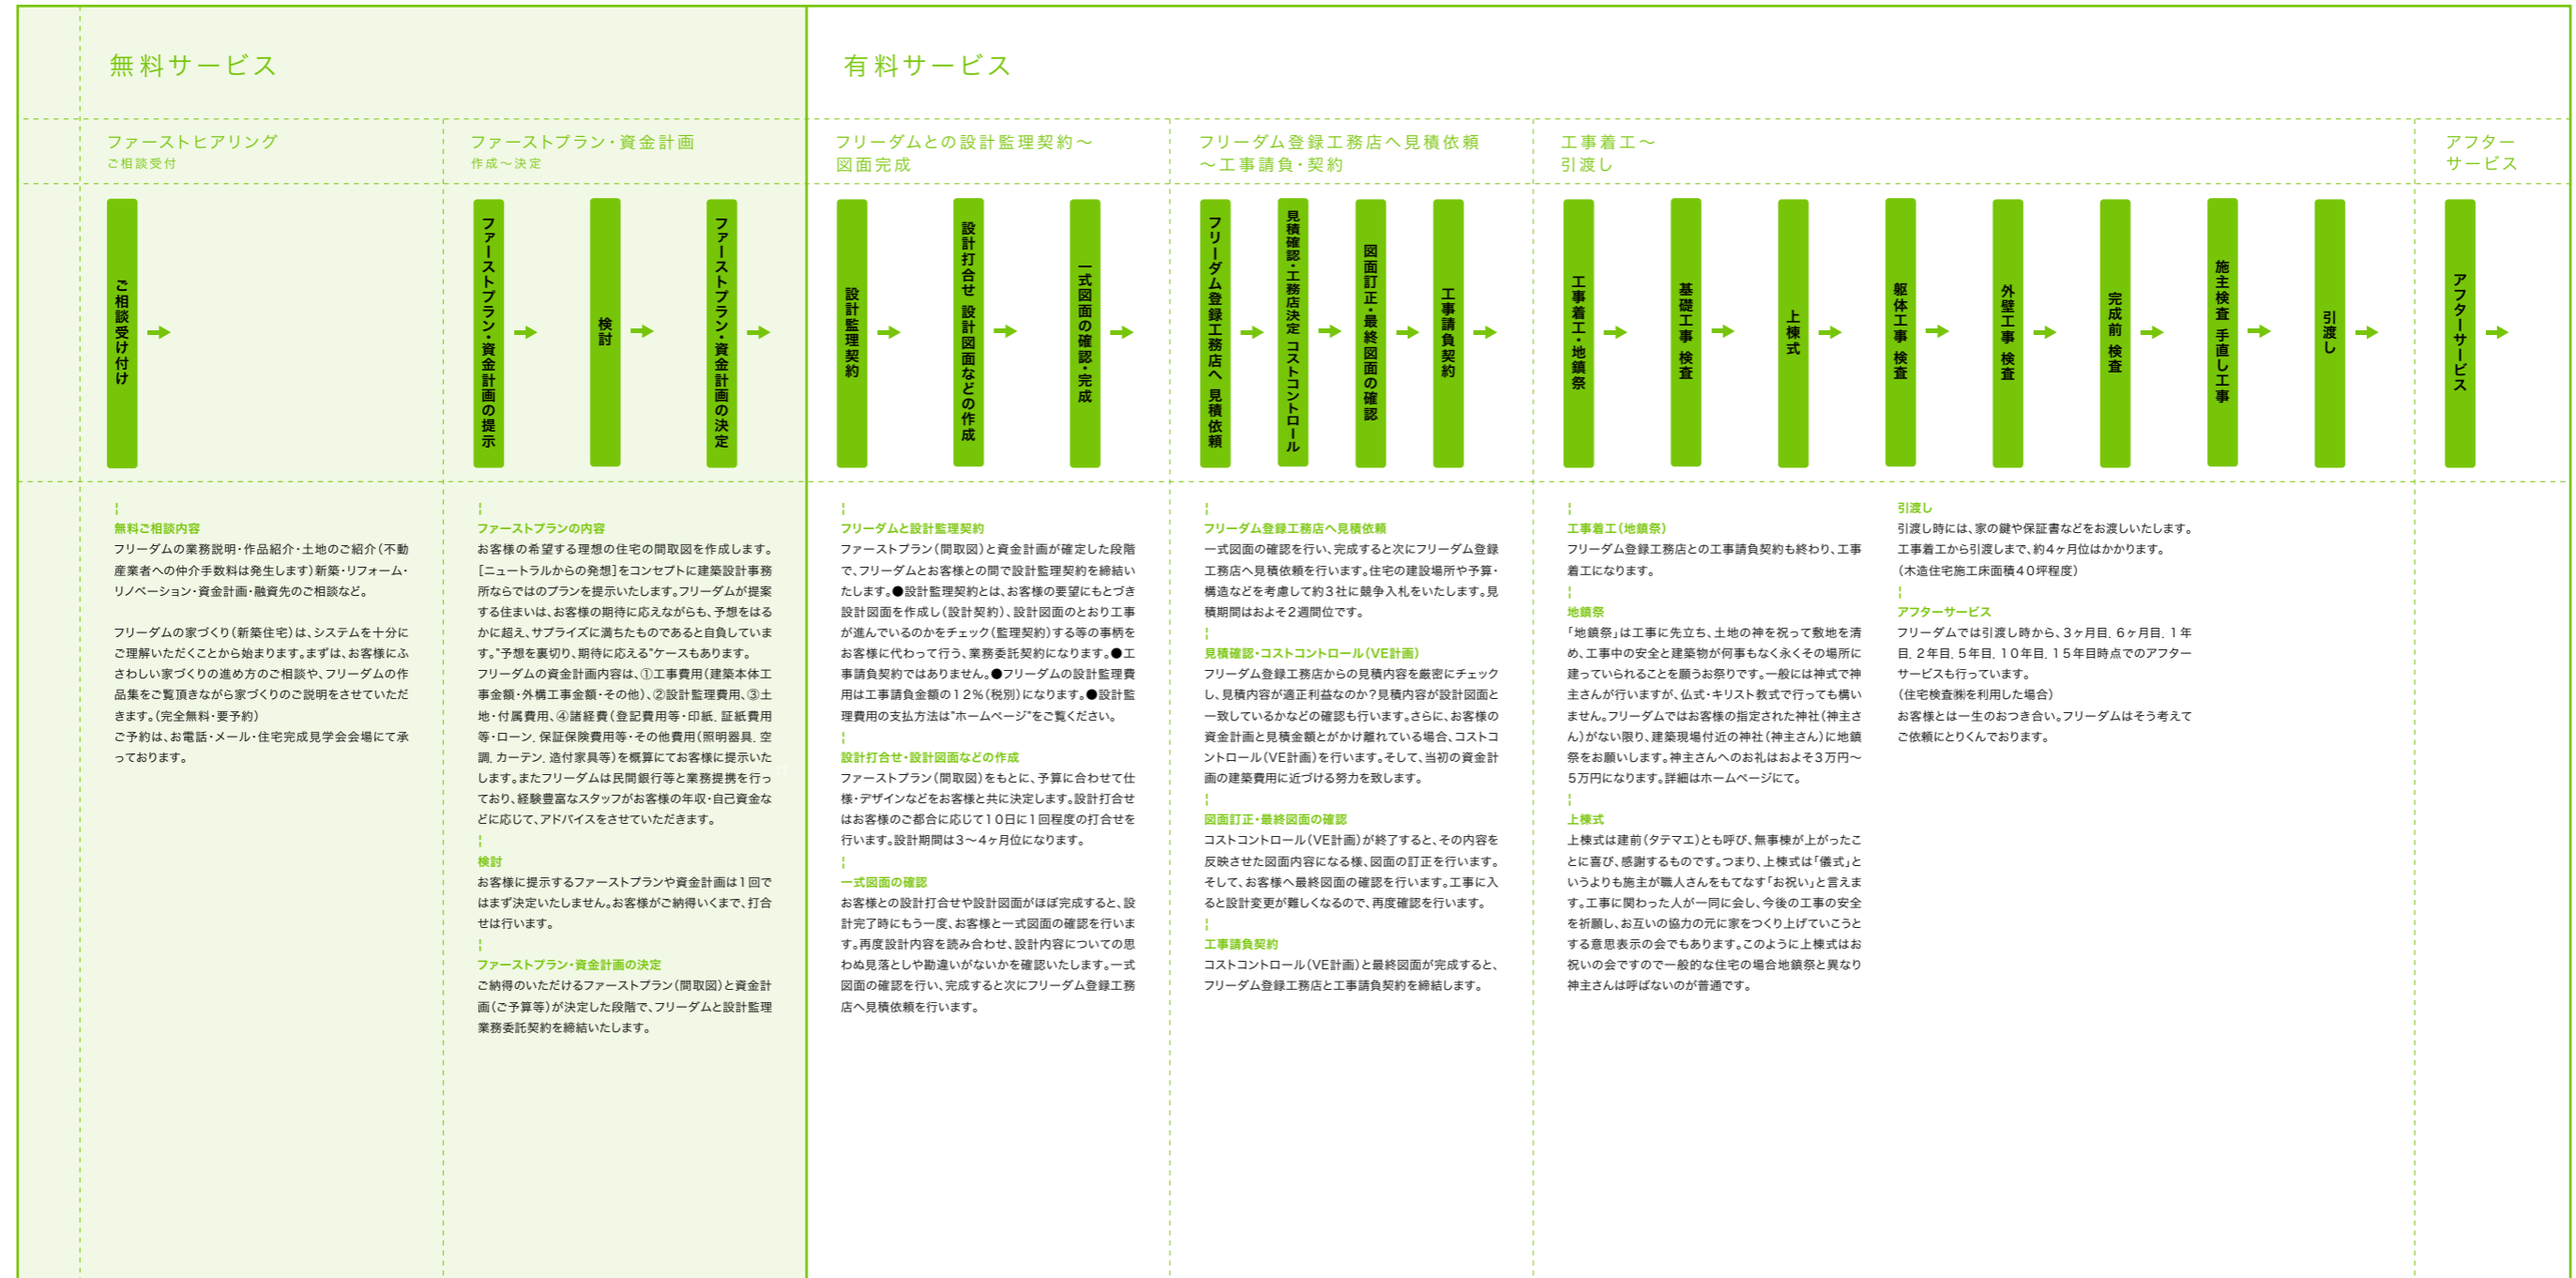 無料サービス
有料サービス
ファーストヒアリング
ご相談受付
ファーストプラン・資金計画
作成～決定
フリーダムとの設計監理契約～
図面完成
フリーダム登録工務店へ見積依頼
～工事請負・契約
工事着工～
引渡し
アフター
サービス
ご相談受け付け
ファーストプラン・資金計画の提示
検討
ファーストプラン・資金計画の決定
設計監理契約
設計打合せ 設計図面などの作成
一式図面の確認・完成
フリーダム登録工務店へ 見積依頼
見積確認・工務店決定 コストコントロール
図面訂正・最終図面の確認
工事請負契約
工事着工・地鎮祭
基礎工事 検査
上棟式
躯体工事 検査
外壁工事 検査
完成前 検査
施主検査 手直し工事
引渡し
アフターサービス
無料ご相談内容
フリーダムの業務説明・作品紹介・土地のご紹介（不動
産業者への仲介手数料は発生します）新築・リフォーム・
リノベーション・資金計画・融資先のご相談など。
フリーダムの家づくり（新築住宅）は、システムを十分に
ご理解いただくことから始まります。まずは、お客様にふ
さわしい家づくりの進め方のご相談や、フリーダムの作
品集をご覧頂きながら家づくりのご説明をさせていただ
きます。（完全無料・要予約）
ご予約は、お電話・メール・住宅完成見学会会場にて承
っております。
ファーストプランの内容
お客様の希望する理想の住宅の間取図を作成します。
［ニュートラルからの発想］をコンセプトに建築設計事務
所ならではのプランを提示いたします。フリーダムが提案
する住まいは、お客様の期待に応えながらも、予想をはる
かに超え、サプライズに満ちたものであると自負していま
す。"予想を裏切り、期待に応える"ケースもあります。
フリーダムの資金計画内容は、①工事費用（建築本体工
事金額・外構工事金額・その他）、②設計監理費用、③土
地・付属費用、④諸経費（登記費用等・印紙．証紙費用
等・ローン．保証保険費用等・その他費用（照明器具．空
調．カーテン．造付家具等）を概算にてお客様に提示いた
します。またフリーダムは民間銀行等と業務提携を行っ
ており、経験豊富なスタッフがお客様の年収・自己資金な
どに応じて、アドバイスをさせていただきます。
検討
お客様に提示するファーストプランや資金計画は1回で
はまず決定いたしません。お客様がご納得いくまで、打合
せは行います。
ファーストプラン・資金計画の決定
ご納得のいただけるファーストプラン（間取図）と資金計
画（ご予算等）が決定した段階で、フリーダムと設計監理
業務委託契約を締結いたします。
フリーダムと設計監理契約
ファーストプラン（間取図）と資金計画が確定した段階
で、フリーダムとお客様との間で設計監理契約を締結い
たします。●設計監理契約とは、お客様の要望にもとづき
設計図面を作成し（設計契約）、設計図面のとおり工事
が進んでいるのかをチェック（監理契約）する等の事柄を
お客様に代わって行う、業務委託契約になります。●工
事請負契約ではありません。●フリーダムの設計監理費
用は工事請負金額の12％（税別）になります。●設計監
理費用の支払方法は"ホームページ"をご覧ください。
設計打合せ・設計図面などの作成
ファーストプラン（間取図）をもとに、予算に合わせて仕
様・デザインなどをお客様と共に決定します。設計打合せ
はお客様のご都合に応じて10日に1回程度の打合せを
行います。設計期間は3～4ヶ月位になります。
一式図面の確認
お客様との設計打合せや設計図面がほぼ完成すると、設
計完了時にもう一度、お客様と一式図面の確認を行いま
す。再度設計内容を読み合わせ、設計内容についての思
わぬ見落としや勘違いがないかを確認いたします。一式
図面の確認を行い、完成すると次にフリーダム登録工務
店へ見積依頼を行います。
フリーダム登録工務店へ見積依頼
一式図面の確認を行い、完成すると次にフリーダム登録
工務店へ見積依頼を行います。住宅の建設場所や予算・
構造などを考慮して約3社に競争入札をいたします。見
積期間はおよそ2週間位です。
見積確認・コストコントロール（VE計画）
フリーダム登録工務店からの見積内容を厳密にチェック
し、見積内容が適正利益なのか？見積内容が設計図面と
一致しているかなどの確認も行います。さらに、お客様の
資金計画と見積金額とがかけ離れている場合、コストコ
ントロール（VE計画）を行います。そして、当初の資金計
画の建築費用に近づける努力を致します。
図面訂正・最終図面の確認
コストコントロール（VE計画）が終了すると、その内容を
反映させた図面内容になる様、図面の訂正を行います。
そして、お客様へ最終図面の確認を行います。工事に入
ると設計変更が難しくなるので、再度確認を行います。
工事請負契約
コストコントロール（VE計画）と最終図面が完成すると、
フリーダム登録工務店と工事請負契約を締結します。
工事着工（地鎮祭）
フリーダム登録工務店との工事請負契約も終わり、工事
着工になります。
地鎮祭
「地鎮祭」は工事に先立ち、土地の神を祝って敷地を清
め、工事中の安全と建築物が何事もなく永くその場所に
建っていられることを願うお祭りです。一般には神式で神
主さんが行いますが、仏式・キリスト教式で行っても構い
ません。フリーダムではお客様の指定された神社（神主さ
ん）がない限り、建築現場付近の神社（神主さん）に地鎮
祭をお願いします。神主さんへのお礼はおよそ3万円～
5万円になります。詳細はホームページにて。
上棟式
上棟式は建前（タテマエ）とも呼び、無事棟が上がったこ
とに喜び、感謝するものです。つまり、上棟式は「儀式」と
いうよりも施主が職人さんをもてなす「お祝い」と言えま
す。工事に関わった人が一同に会し、今後の工事の安全
を祈願し、お互いの協力の元に家をつくり上げていこうと
する意思表示の会でもあります。このように上棟式はお
祝いの会ですので一般的な住宅の場合地鎮祭と異なり
神主さんは呼ばないのが普通です。
引渡し
引渡し時には、家の鍵や保証書などをお渡しいたします。
工事着工から引渡しまで、約4ヶ月位はかかります。
（木造住宅施工床面積40坪程度）
アフターサービス
フリーダムでは引渡し時から、3ヶ月目．6ヶ月目．1年
目．2年目．5年目．10年目．15年目時点でのアフター
サービスも行っています。
（住宅検査㈱を利用した場合）
お客様とは一生のおつき合い。フリーダムはそう考えて
ご依頼にとりくんでおります。